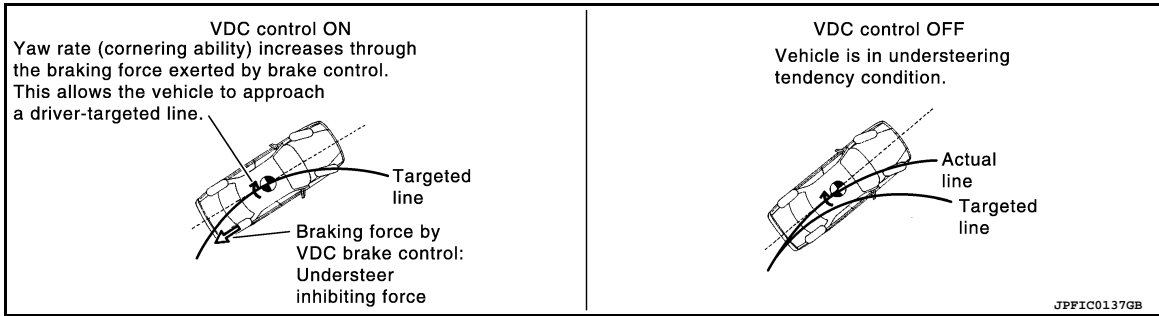 VDC control ON
Yaw rate (cornering ability) increases through
the braking force exerted by brake control.
This allows the vehicle to approach
a driver-targeted line.
Targeted
line
Braking force by
VDC brake control:
Understeer
inhibiting force
VDC control OFF
Vehicle is in understeering
tendency condition.
Actual
line
Targeted
line
JPFIC0137GB